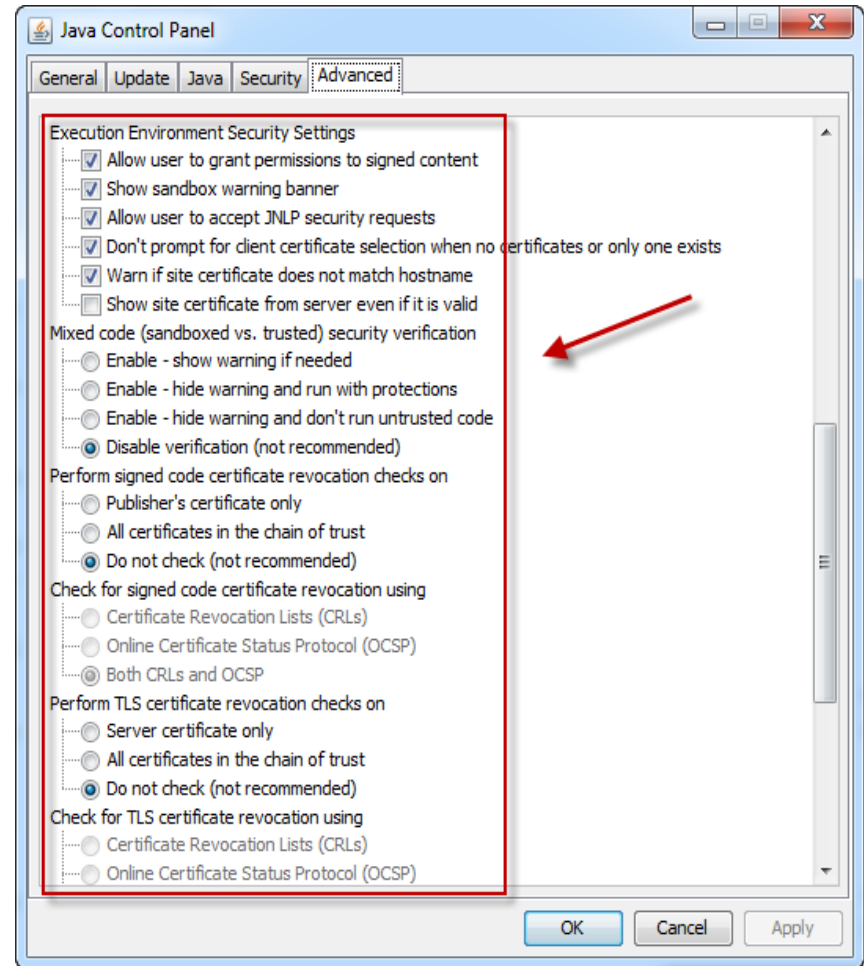 Java Control Panel
General Update Java Security Advanced
Execution Environment Security Settings
Allow user to grant permissions to signed content
Show sandbox warning banner
Allow user to accept JNLP security requests
Don't prompt for client certificate selection when no certificates or only one exists
Warn if site certificate does not match hostname
Show site certificate from server even if it is valid
Mixed code (sandboxed vs. trusted) security verification
Enable - show warning if needed
Enable - hide warning and run with protections
Enable - hide warning and don't run untrusted code
Disable verification (not recommended)
Perform signed code certificate revocation checks on
Publisher's certificate only
All certificates in the chain of trust
Do not check (not recommended)
Check for signed code certificate revocation using
Certificate Revocation Lists (CRLs)
Online Certificate Status Protocol (OCSP)
Both CRLs and OCSP
Perform TLS certificate revocation checks on
Server certificate only
All certificates in the chain of trust
Do not check (not recommended)
Check for TLS certificate revocation using
Certificate Revocation Lists (CRLs)
Online Certificate Status Protocol (OCSP)
OK Cancel Apply